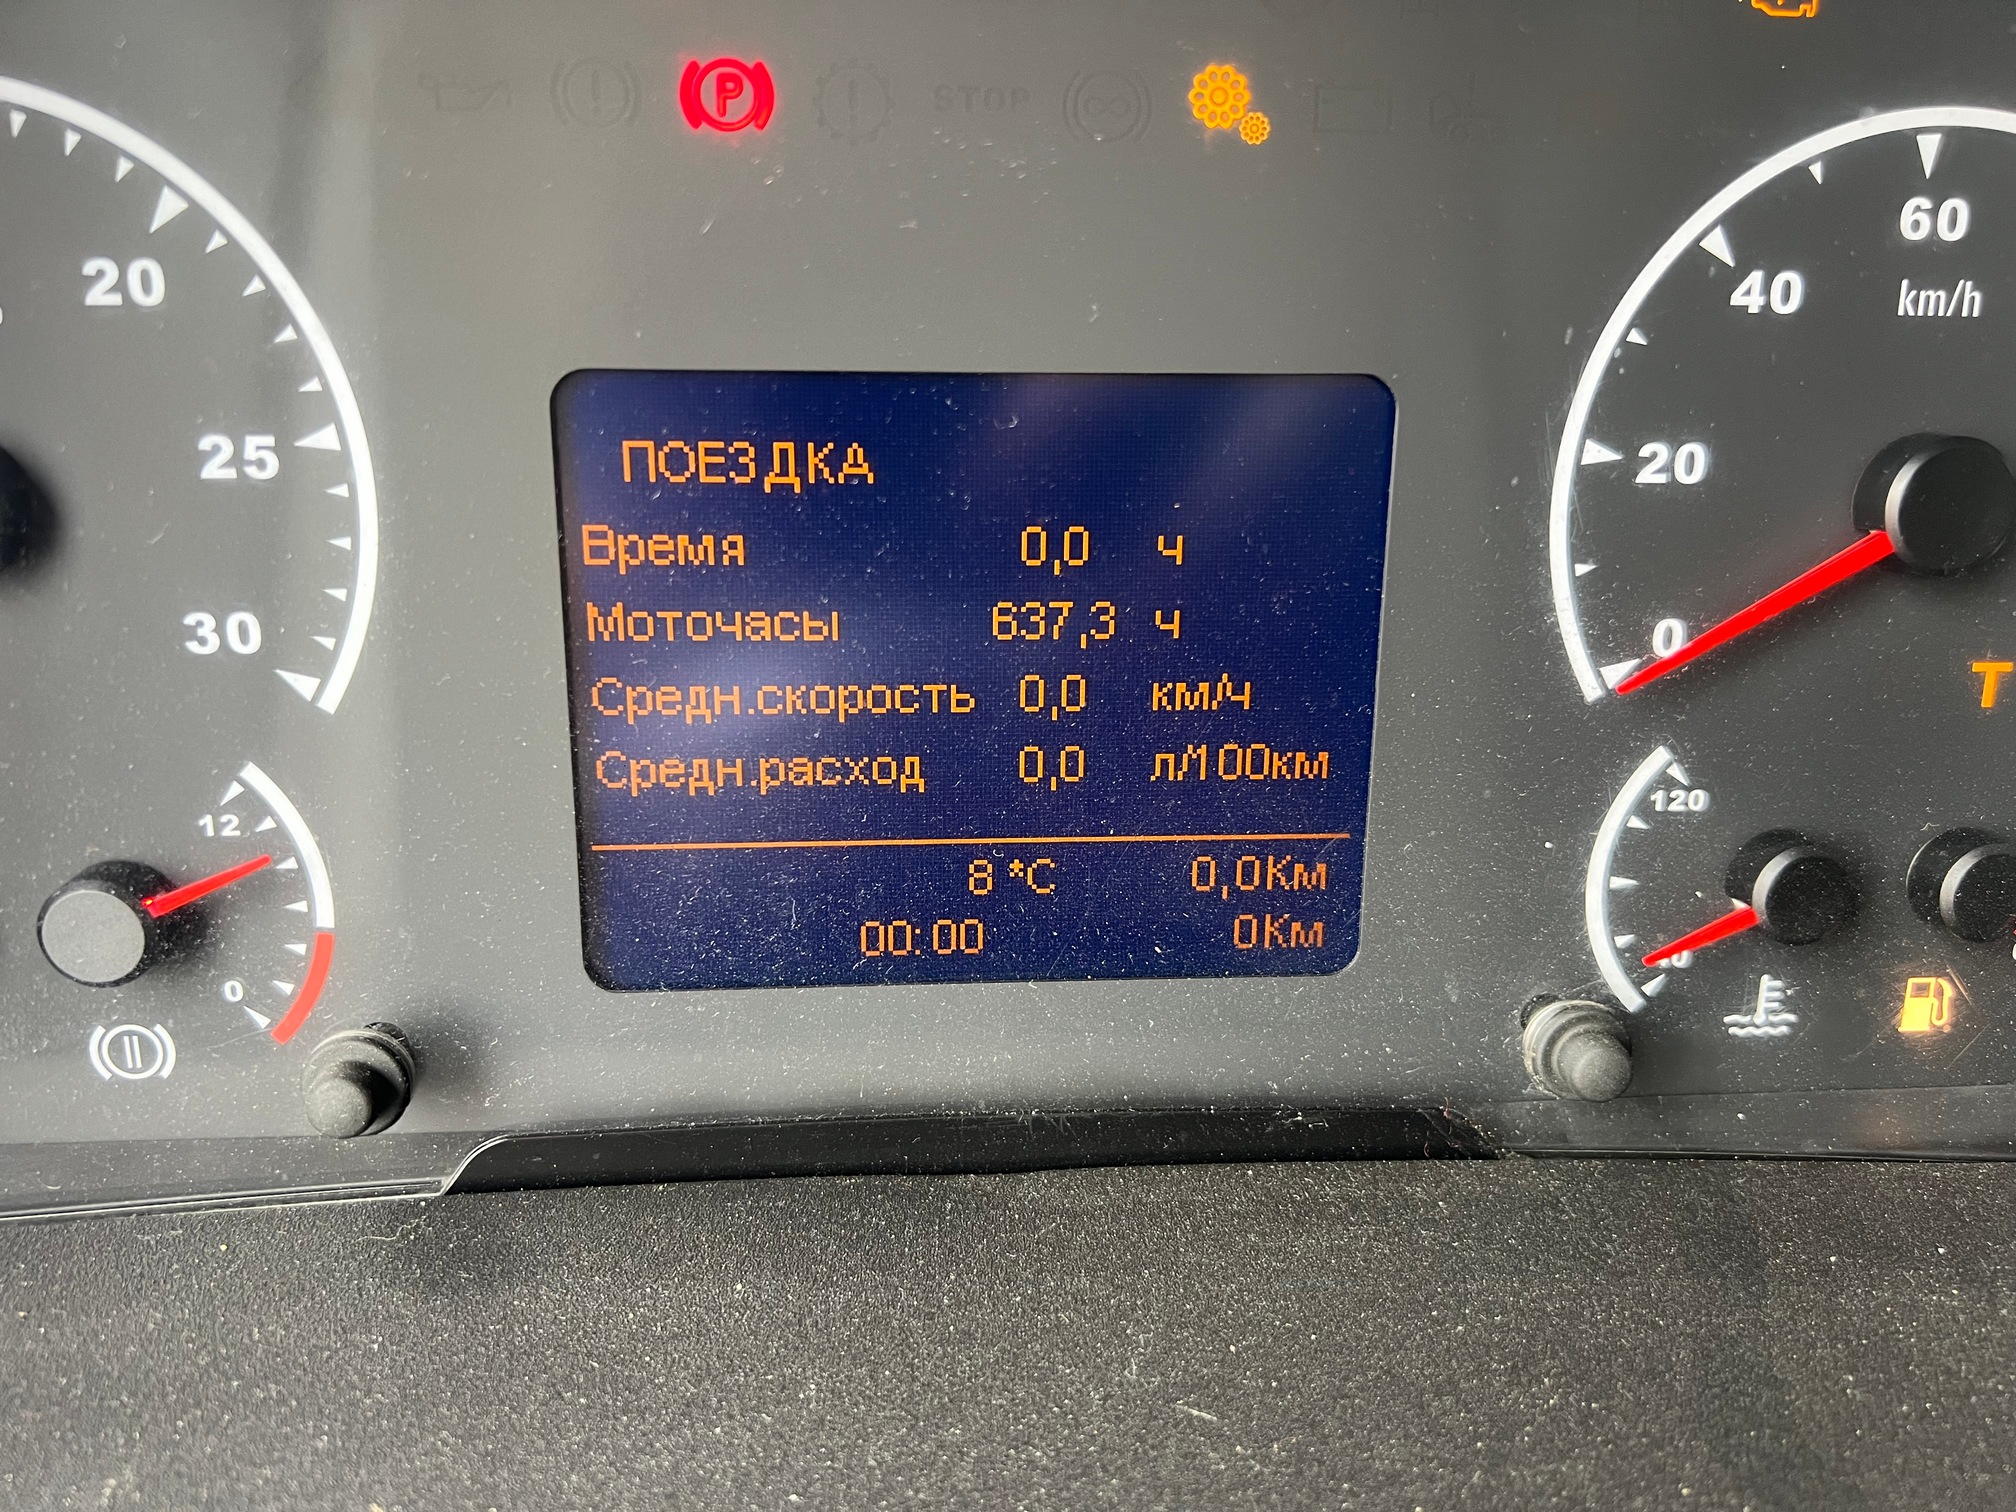 P
STOP
20
25
30
12
0
60
40
km/h
20
0
T
ПОЕЗДКА
Время 0,0 ч
Моточасы 637,3 ч
Средн.скорость 0,0 км/ч
Средн.расход 0,0 л/100км
8 °C 0,0Км
00:00 0Км
120